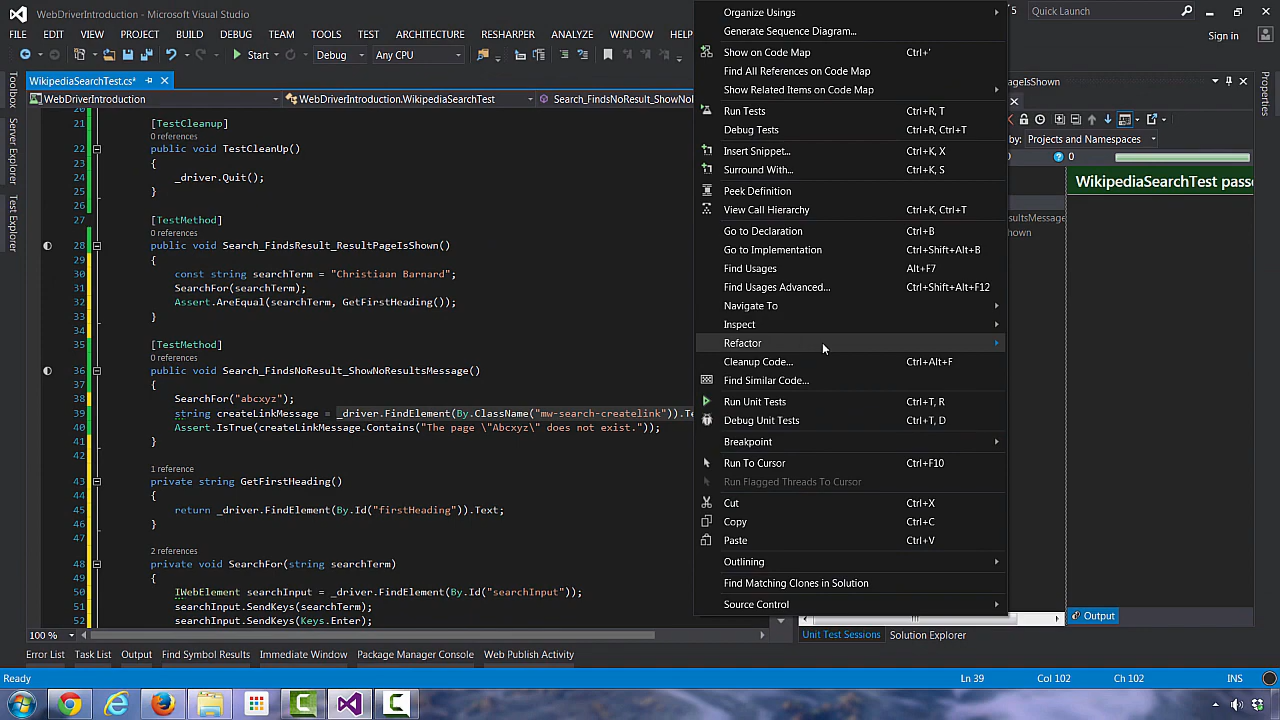 WebDriverIntroduction - Microsoft Visual Studio
5
Quick Launch
FILE EDIT VIEW PROJECT BUILD DEBUG TEAM TOOLS TEST ARCHITECTURE RESHARPER ANALYZE WINDOW HELP
Sign in
Start Debug Any CPU
WikipediaSearchTest.cs*
WebDriverIntroduction WebDriverIntroduction.WikipediaSearchTest Search_FindsNoResult_ShowNoR
Toolbox
Server Explorer
Test Explorer
21 [TestCleanup]
0 references
22 public void TestCleanUp()
23 {
24 _driver.Quit();
25 }
26
27 [TestMethod]
0 references
28 public void Search_FindsResult_ResultPageIsShown()
29 {
30 const string searchTerm = "Christiaan Barnard";
31 SearchFor(searchTerm);
32 Assert.AreEqual(searchTerm, GetFirstHeading());
33 }
34
35 [TestMethod]
0 references
36 public void Search_FindsNoResult_ShowNoResultsMessage()
37 {
38 SearchFor("abcxyz");
39 string createLinkMessage = _driver.FindElement(By.ClassName("mw-search-createlink")).Te
40 Assert.IsTrue(createLinkMessage.Contains("The page \"Abcxyz\" does not exist."));
41 }
42
1 reference
43 private string GetFirstHeading()
44 {
45 return _driver.FindElement(By.Id("firstHeading")).Text;
46 }
47
2 references
48 private void SearchFor(string searchTerm)
49 {
50 IWebElement searchInput = _driver.FindElement(By.Id("searchInput"));
51 searchInput.SendKeys(searchTerm);
52 searchInput.SendKeys(Keys.Enter);
100 %
Organize Usings
Generate Sequence Diagram...
Show on Code Map Ctrl+`
Find All References on Code Map
Show Related Items on Code Map
Run Tests Ctrl+R, T
Debug Tests Ctrl+R, Ctrl+T
Insert Snippet... Ctrl+K, X
Surround With... Ctrl+K, S
Peek Definition
View Call Hierarchy Ctrl+K, Ctrl+T
Go to Declaration Ctrl+B
Go to Implementation Ctrl+Shift+Alt+B
Find Usages Alt+F7
Find Usages Advanced... Ctrl+Shift+Alt+F12
Navigate To
Inspect
Refactor
Cleanup Code... Ctrl+Alt+F
Find Similar Code...
Run Unit Tests Ctrl+T, R
Debug Unit Tests Ctrl+T, D
Breakpoint
Run To Cursor Ctrl+F10
Run Flagged Threads To Cursor
Cut Ctrl+X
Copy Ctrl+C
Paste Ctrl+V
Outlining
Find Matching Clones in Solution
Source Control
geIsShown
by: Projects and Namespaces
0
WikipediaSearchTest passe
ultsMessage
own
Properties
Output
Unit Test Sessions Solution Explorer
Error List Task List Output Find Symbol Results Immediate Window Package Manager Console Web Publish Activity
Ready Ln 39 Col 102 Ch 102 INS